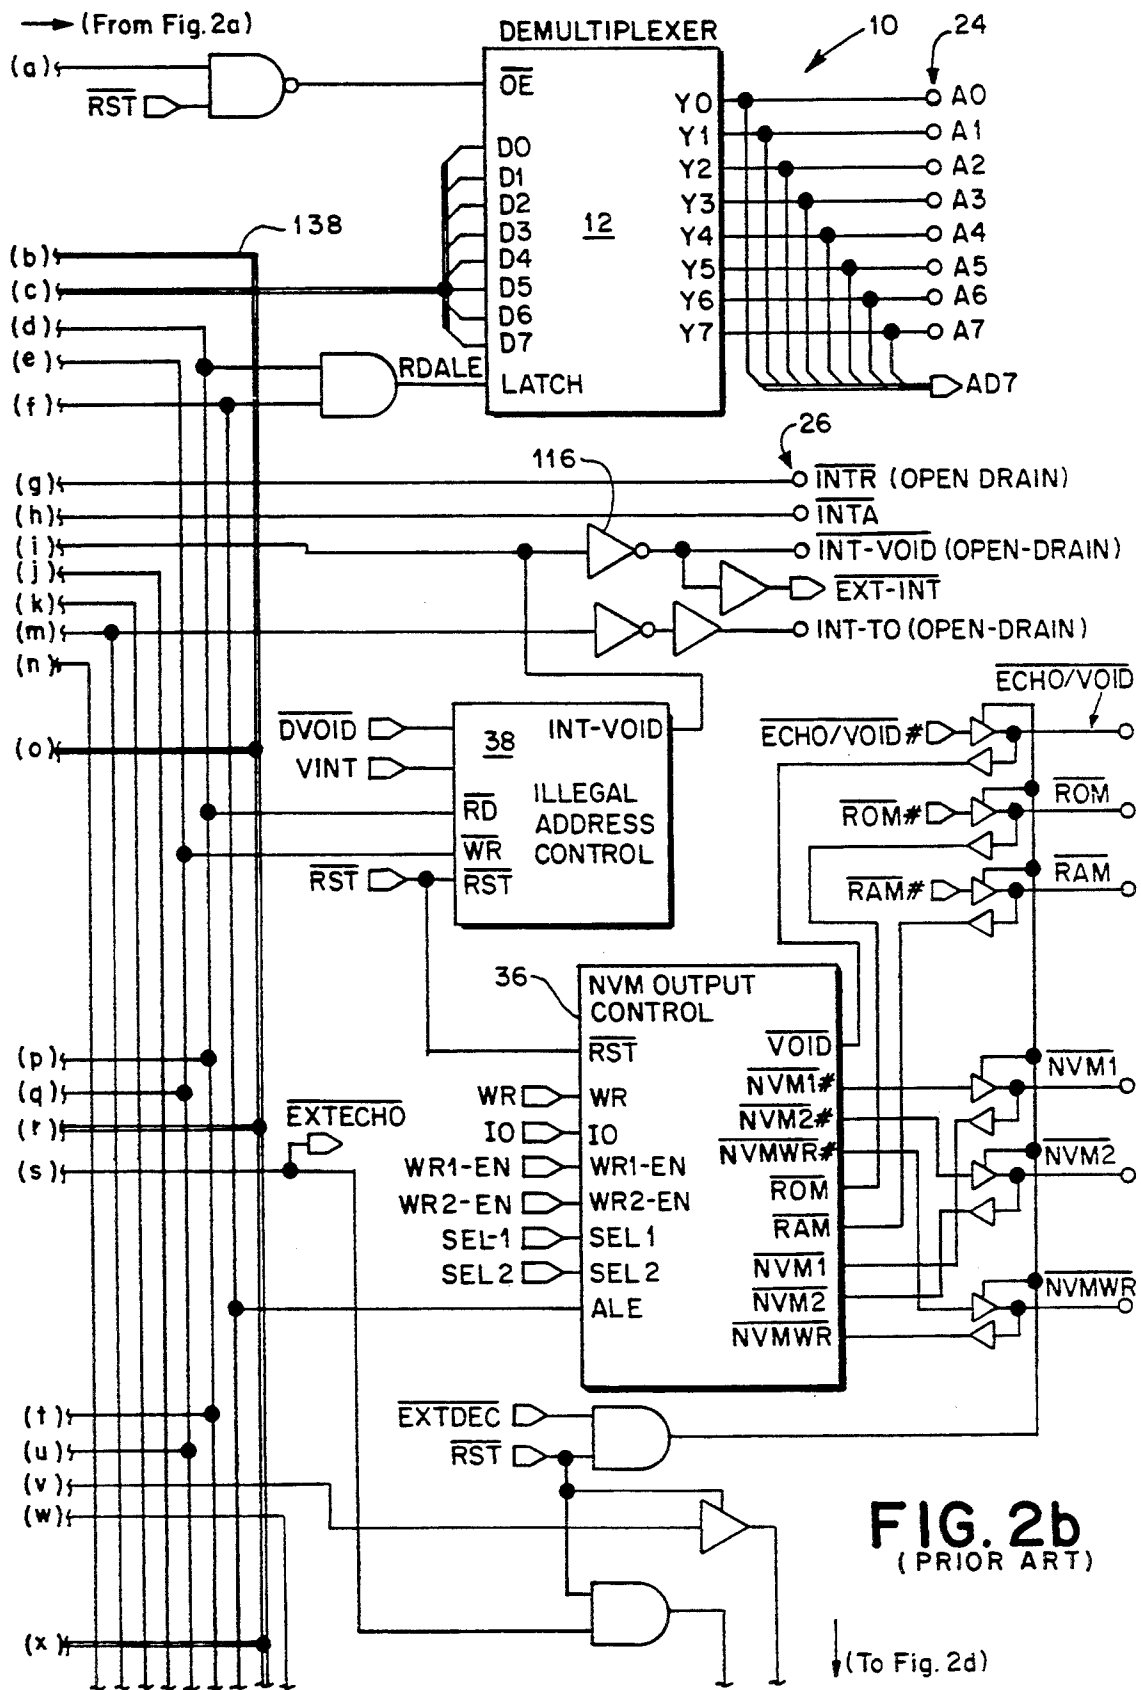 (From Fig. 2a)
DEMULTIPLEXER
10
24
(a)
RST
OE
D0
D1
D2
D3
D4
D5
D6
D7
RDALE
LATCH
12
Y0
Y1
Y2
Y3
Y4
Y5
Y6
Y7
A0
A1
A2
A3
A4
A5
A6
A7
AD7
138
(b)
(c)
(d)
(e)
(f)
116
26
(g)
INTR (OPEN DRAIN)
(h)
INTA
(i)
INT-VOID (OPEN-DRAIN)
(j)
EXT-INT
(k)
(m)
INT-TO (OPEN-DRAIN)
(n)
DVOID
VINT
RST
38
INT-VOID
ILLEGAL
ADDRESS
CONTROL
RD
WR
RST
(o)
ECHO/VOID
ECHO/VOID#
ROM#
ROM
RAM#
RAM
36
NVM OUTPUT
CONTROL
(p)
(q)
(r)
(s)
EXTECHO
WR
IO
WR1-EN
WR2-EN
SEL-1
SEL2
RST
WR
IO
WR1-EN
WR2-EN
SEL1
SEL2
ALE
VOID
NVM1#
NVM2#
NVMWR#
ROM
RAM
NVM1
NVM2
NVMWR
NVM1
NVM2
NVMWR
(t)
(u)
(v)
(w)
(x)
EXTDEC
RST
FIG. 2b
(PRIOR ART)
(To Fig. 2d)